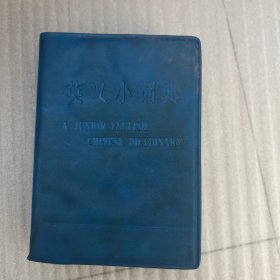 英汉小词典
A JUNIOR ENGLISH
CHINESE DICTIONARY